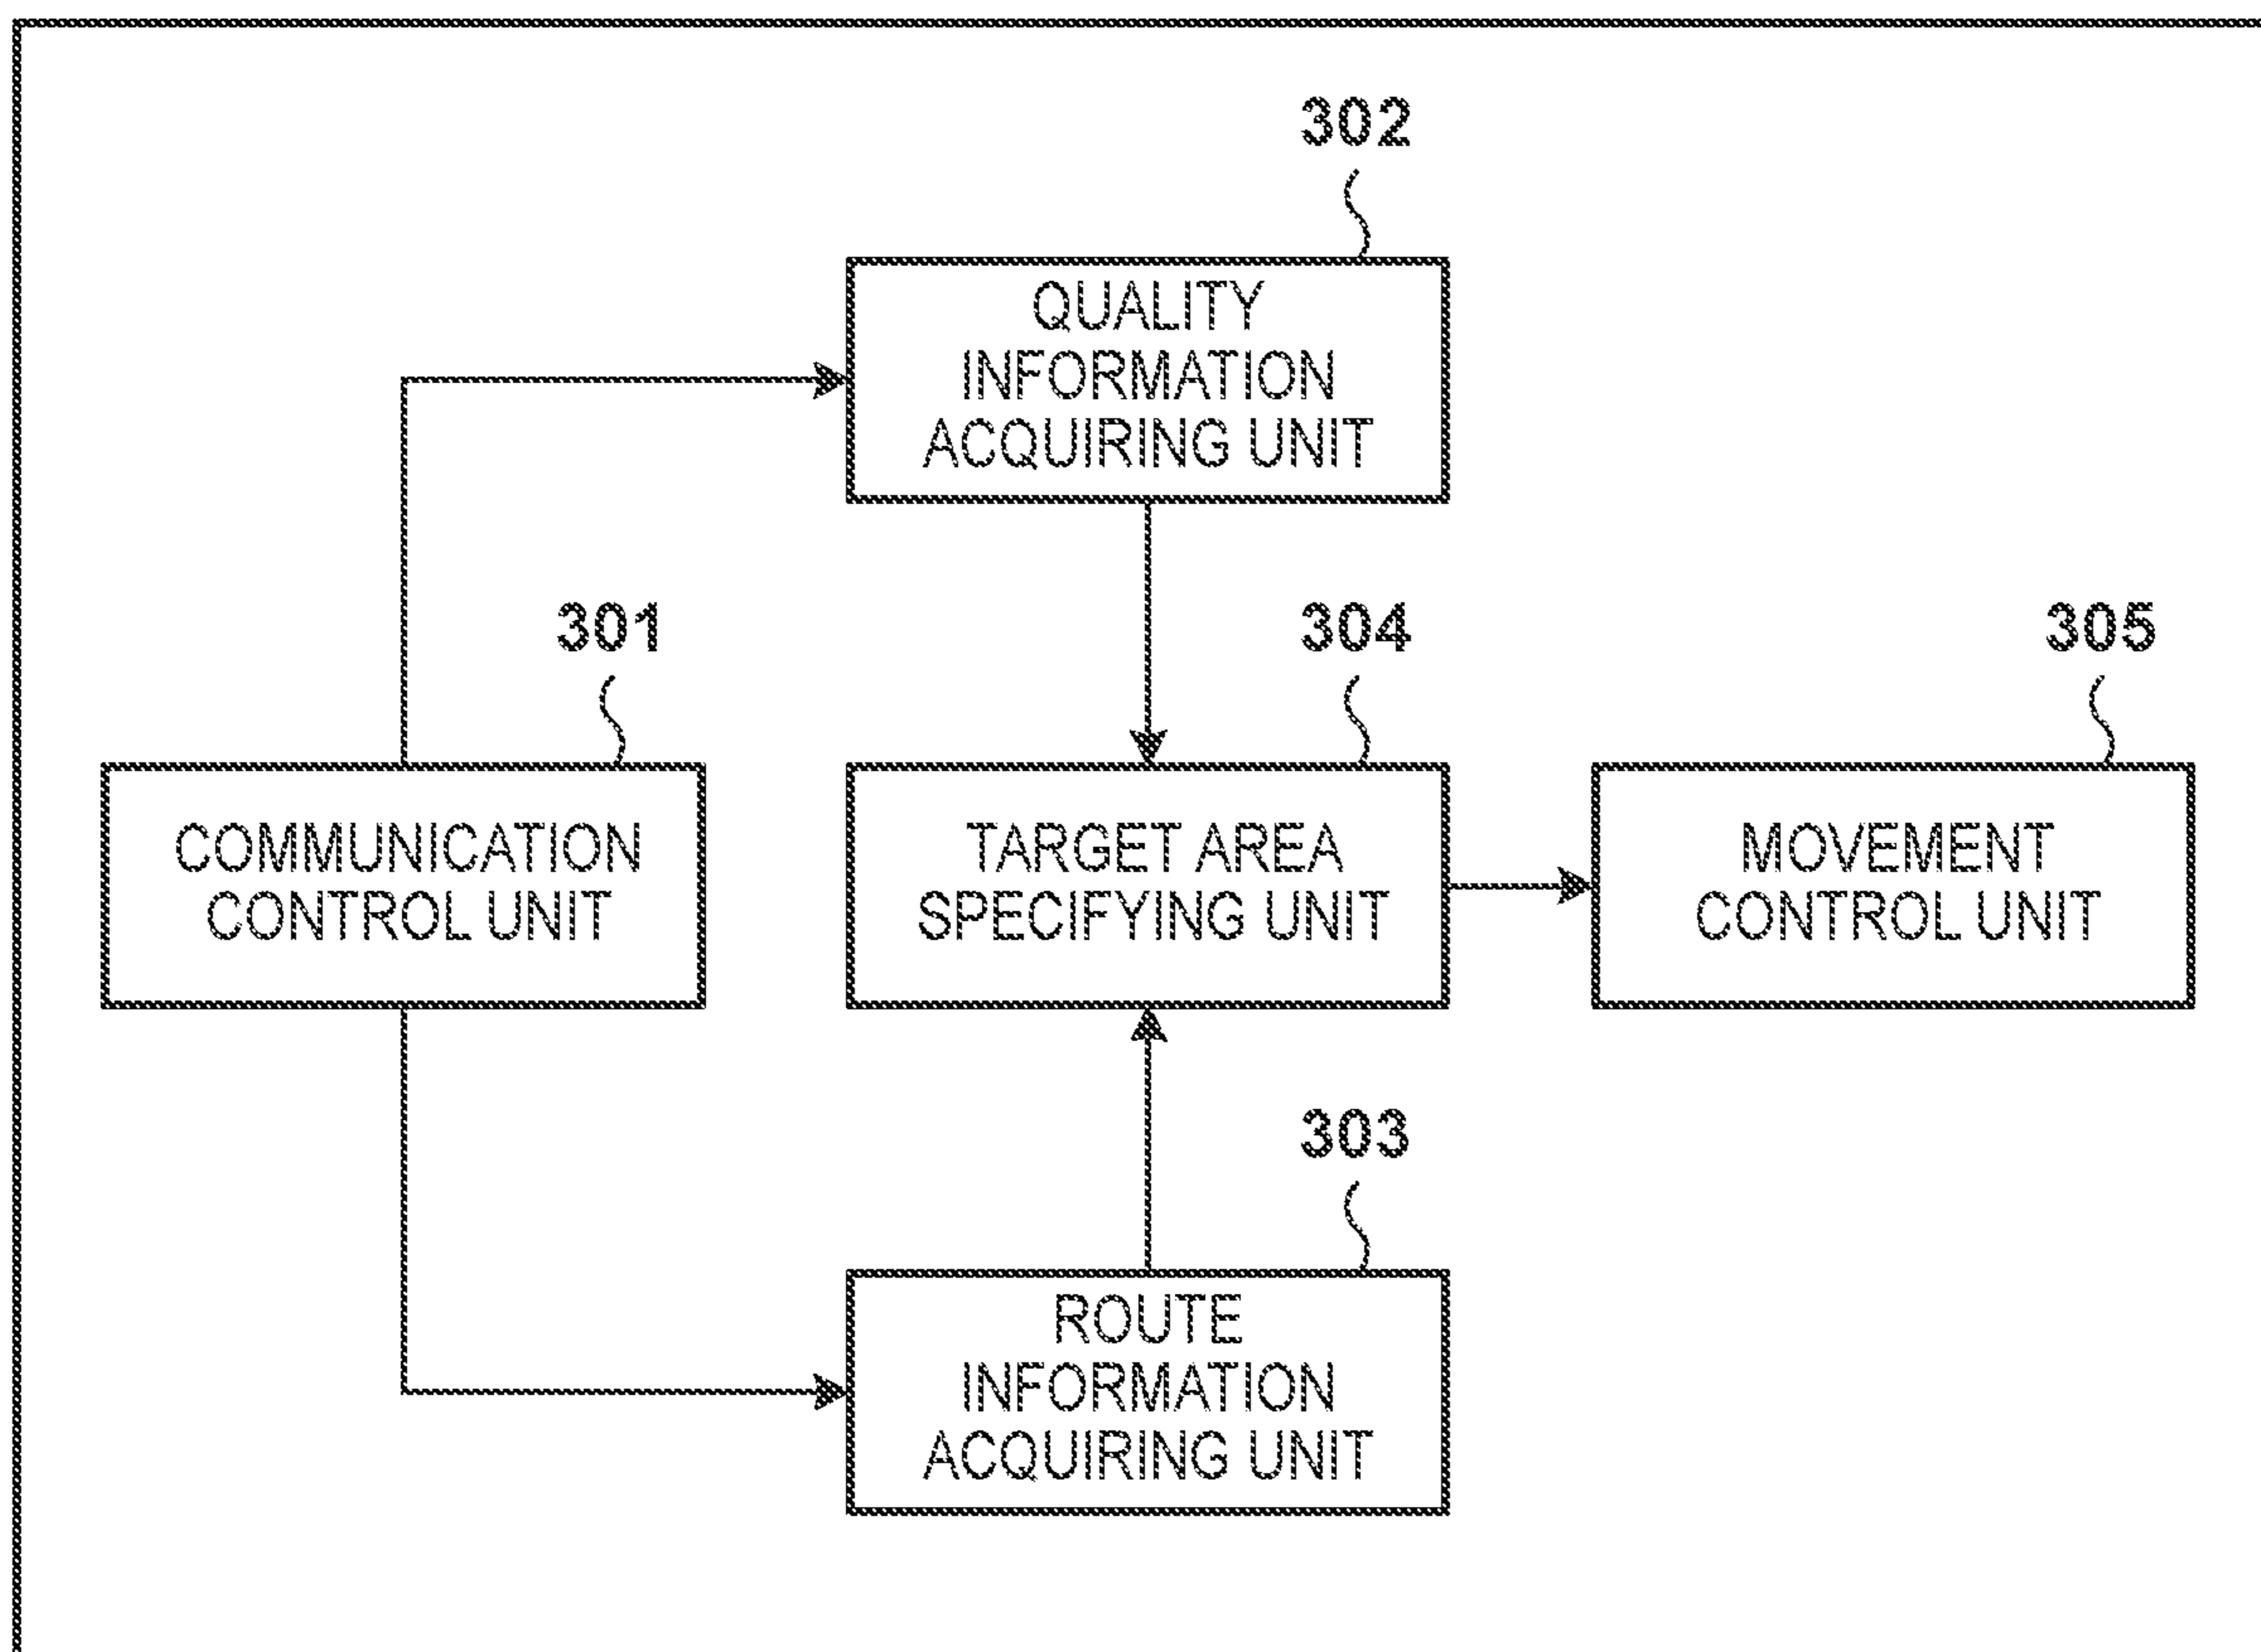 302
QUALITY
INFORMATION
ACQUIRING UNIT
301
304
305
COMMUNICATION
CONTROL UNIT
TARGET AREA
SPECIFYING UNIT
MOVEMENT
CONTROL UNIT
303
ROUTE
INFORMATION
ACQUIRING UNIT